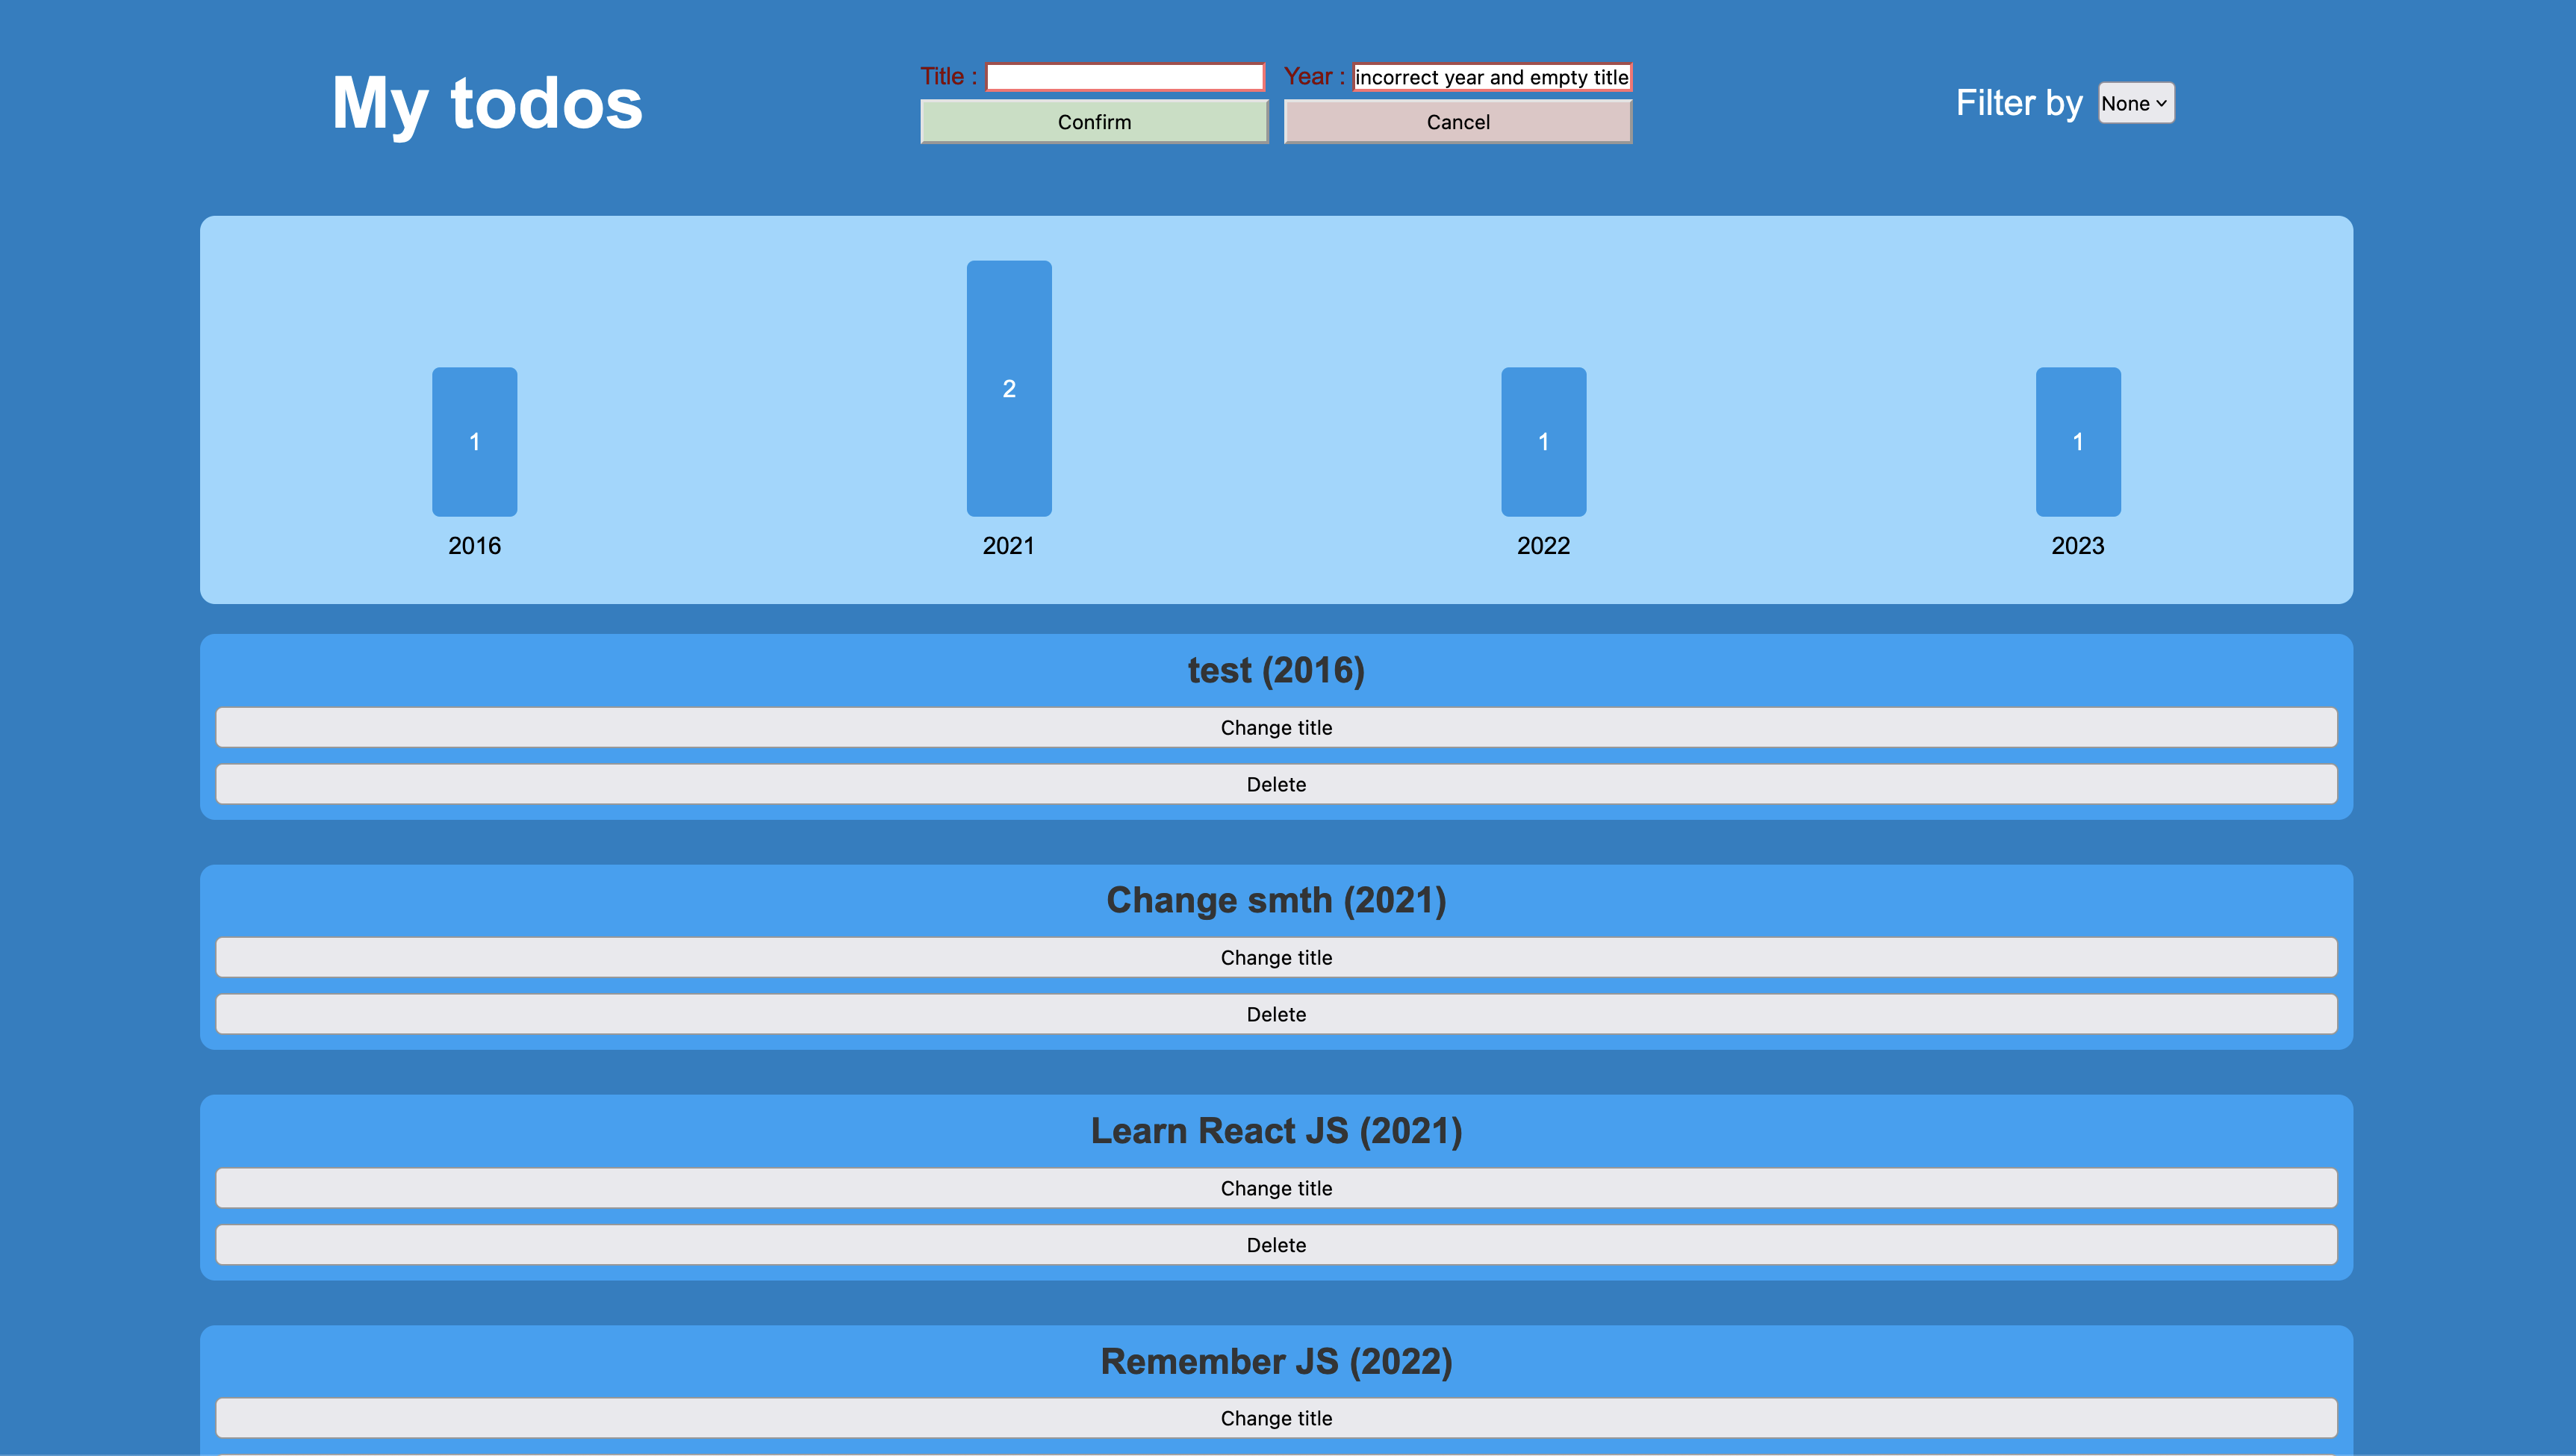 My todos
Title :
Year : incorrect year and empty title
Confirm
Cancel
Filter by None
1
2
1
1
2016
2021
2022
2023
test (2016)
Change title
Delete
Change smth (2021)
Change title
Delete
Learn React JS (2021)
Change title
Delete
Remember JS (2022)
Change title